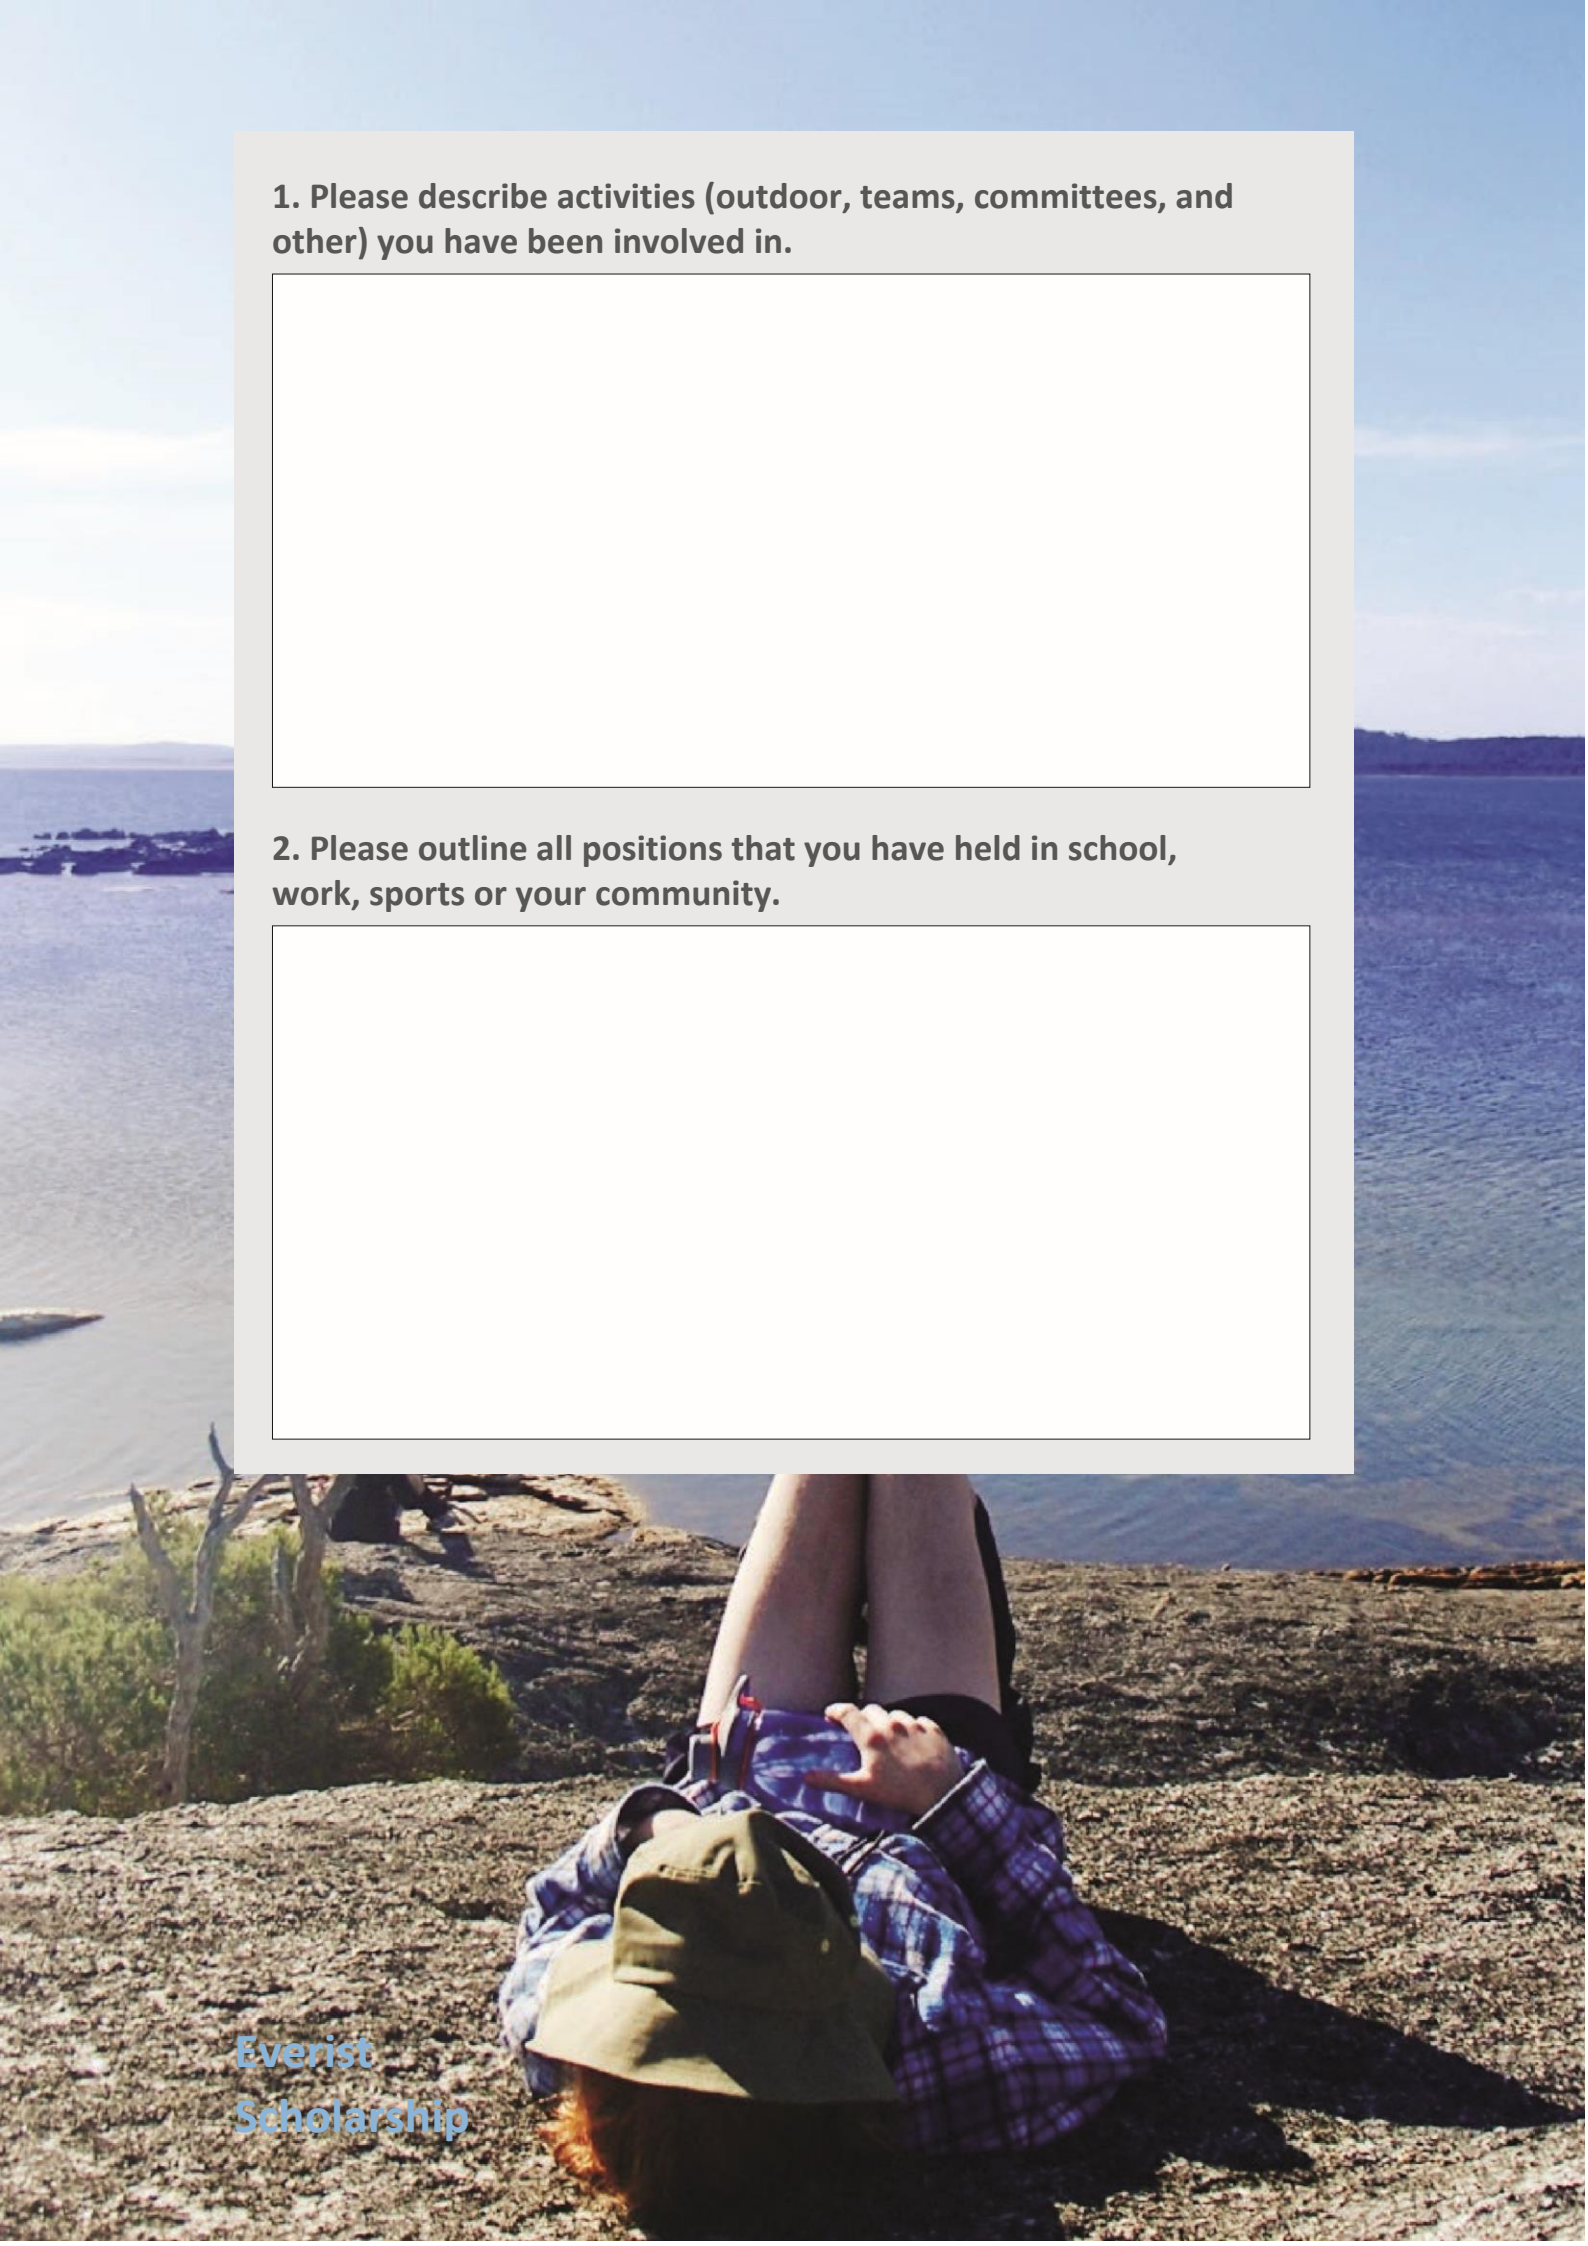 1. Please describe activities (outdoor, teams, committees, and
other) you have been involved in.
2. Please outline all positions that you have held in school,
work, sports or your community.
Everist
Scholarship